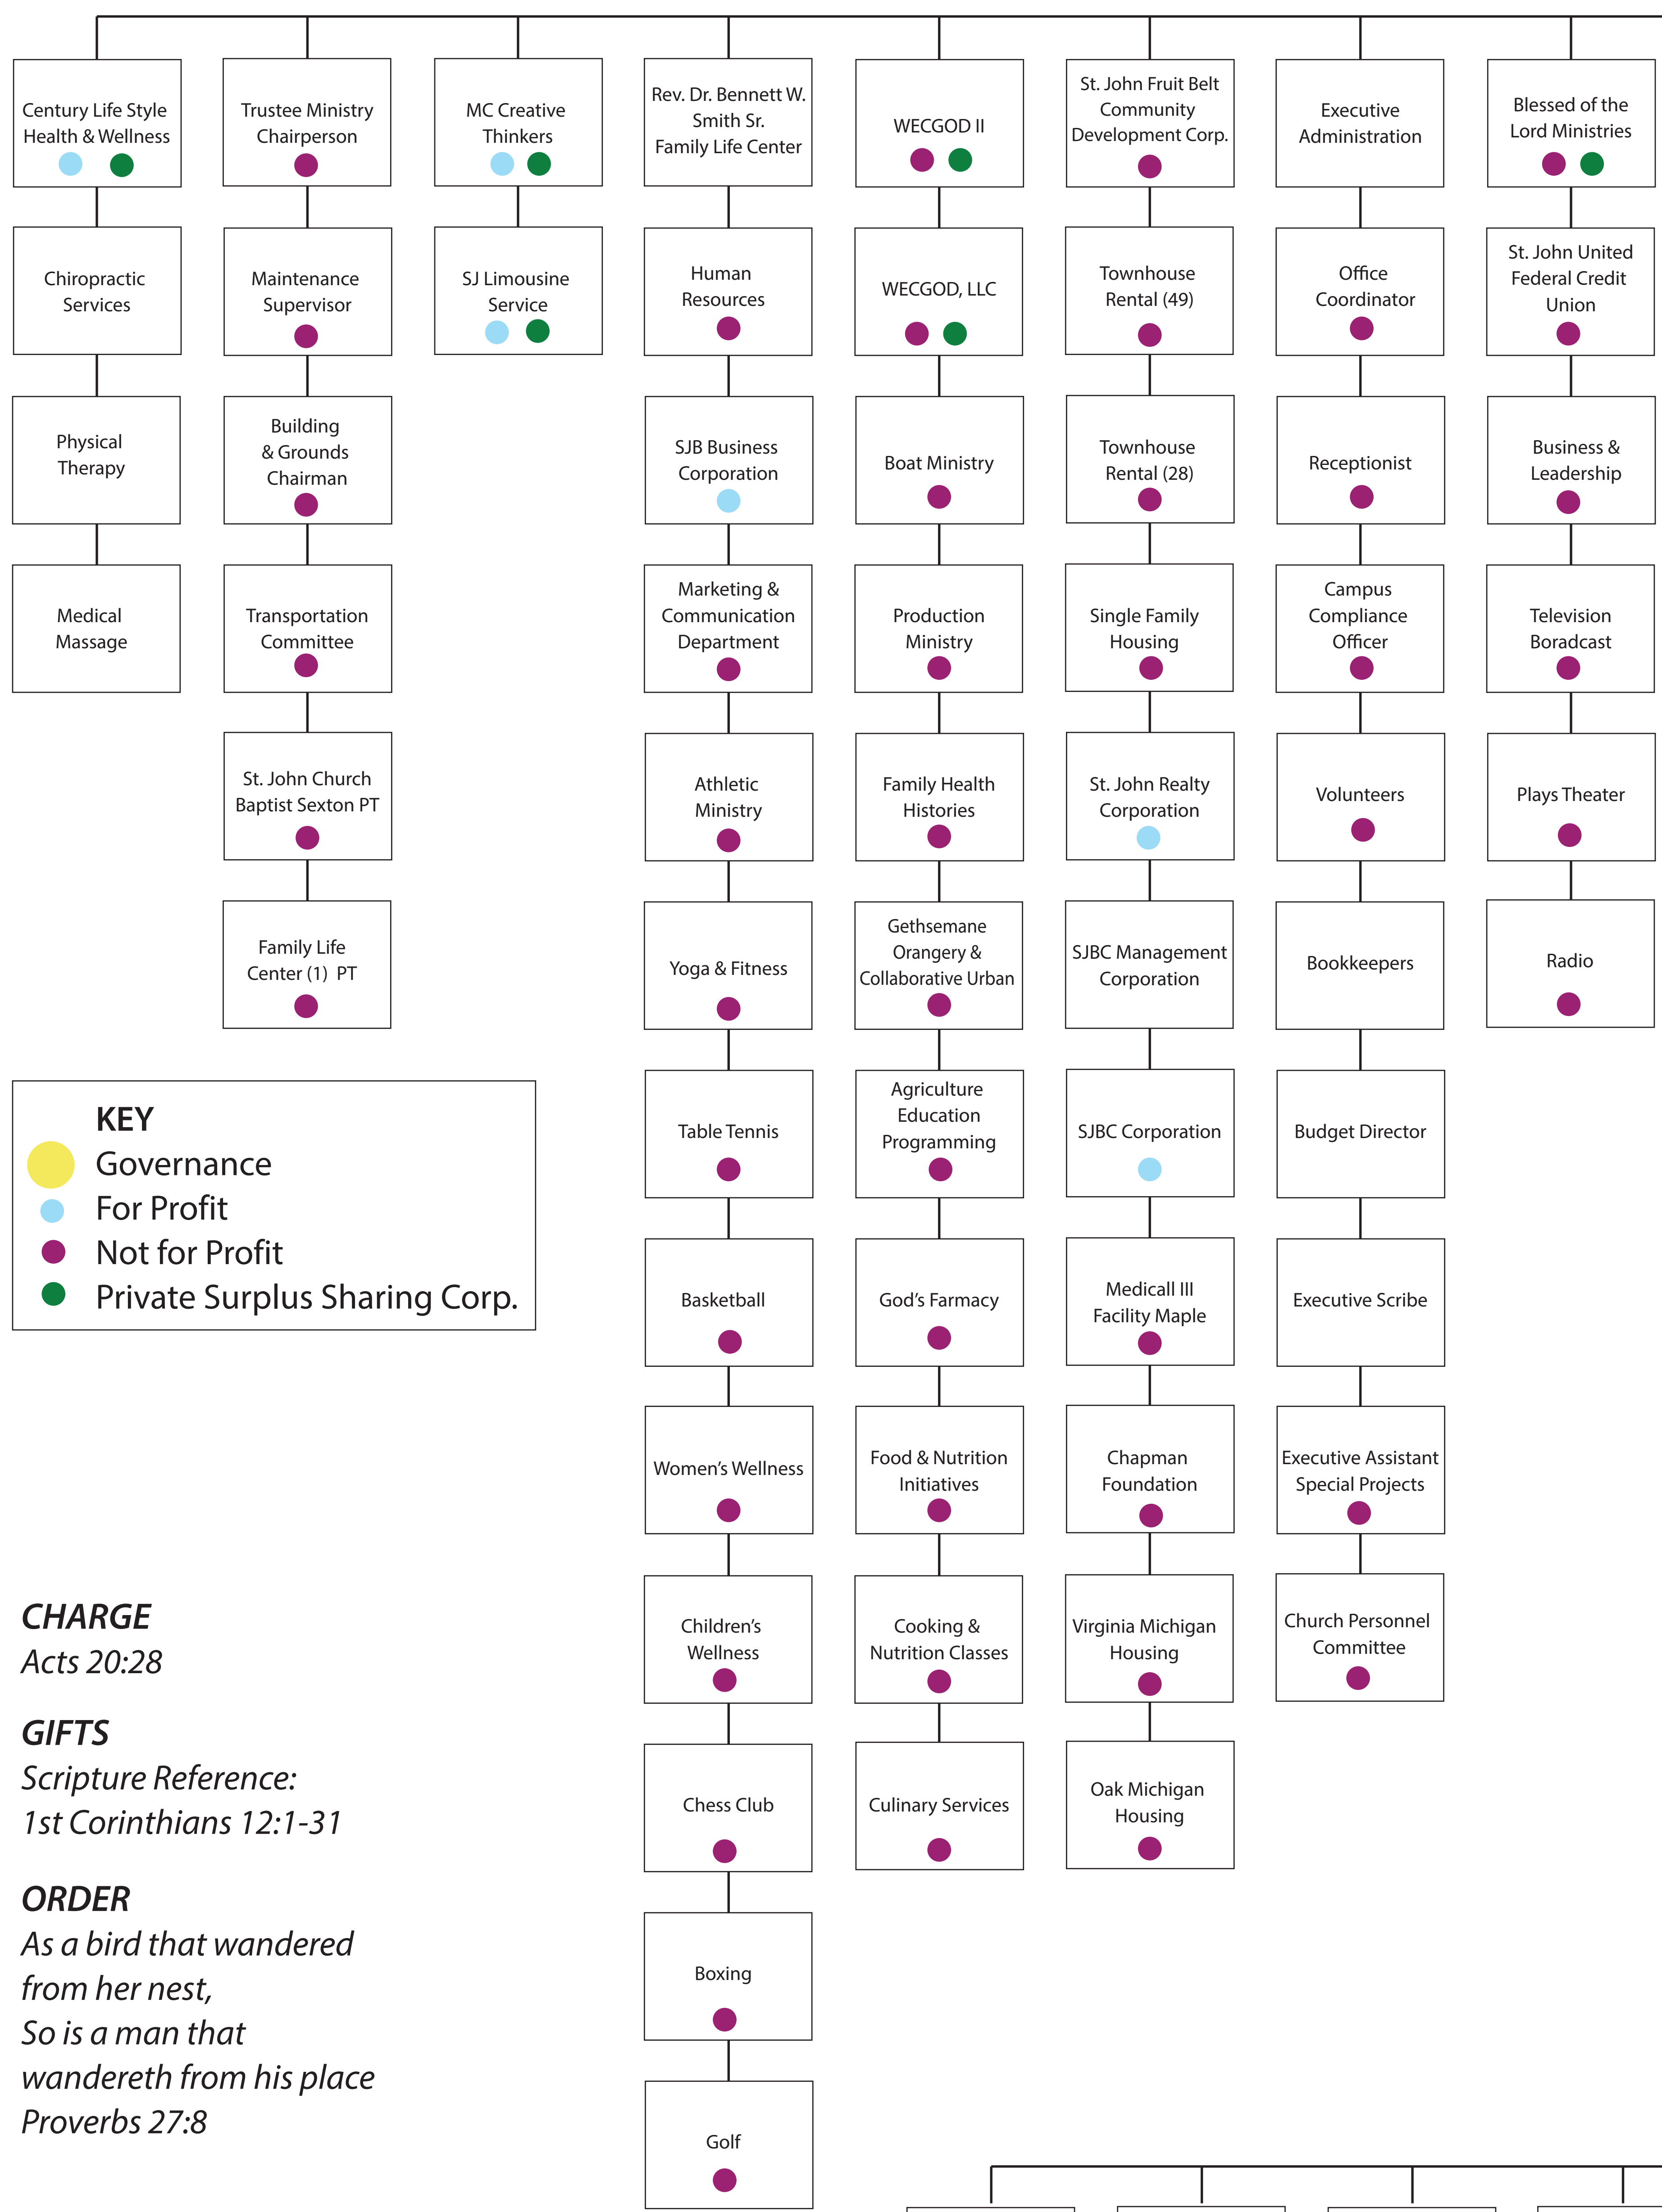 Century Life Style
Health & Wellness
Chiropractic
Services
Physical
Therapy
Medical
Massage
Trustee Ministry
Chairperson
Maintenance
Supervisor
Building
& Grounds
Chairman
Transportation
Committee
St. John Church
Baptist Sexton PT
Family Life
Center (1) PT
MC Creative
Thinkers
SJ Limousine
Service
Rev. Dr. Bennett W.
Smith Sr.
Family Life Center
Human
Resources
SJB Business
Corporation
Marketing &
Communication
Department
Athletic
Ministry
Yoga & Fitness
Table Tennis
Basketball
Women's Wellness
Children's
Wellness
Chess Club
Boxing
Golf
WECGOD II
WECGOD, LLC
Boat Ministry
Production
Ministry
Family Health
Histories
Gethsemane
Orangery &
Collaborative Urban
Agriculture
Education
Programming
God's Farmacy
Food & Nutrition
Initiatives
Cooking &
Nutrition Classes
Culinary Services
St. John Fruit Belt
Community
Development Corp.
Townhouse
Rental (49)
Townhouse
Rental (28)
Single Family
Housing
St. John Realty
Corporation
SJBC Management
Corporation
SJBC Corporation
Medicall III
Facility Maple
Chapman
Foundation
Virginia Michigan
Housing
Oak Michigan
Housing
Executive
Administration
Office
Coordinator
Receptionist
Campus
Compliance
Officer
Volunteers
Bookkeepers
Budget Director
Executive Scribe
Executive Assistant
Special Projects
Church Personnel
Committee
Blessed of the
Lord Ministries
St. John United
Federal Credit
Union
Business &
Leadership
Television
Boradcast
Plays Theater
Radio
KEY
Governance
For Profit
Not for Profit
Private Surplus Sharing Corp.
CHARGE
Acts 20:28
GIFTS
Scripture Reference:
1st Corinthians 12:1-31
ORDER
As a bird that wandered
from her nest,
So is a man that
wandereth from his place
Proverbs 27:8